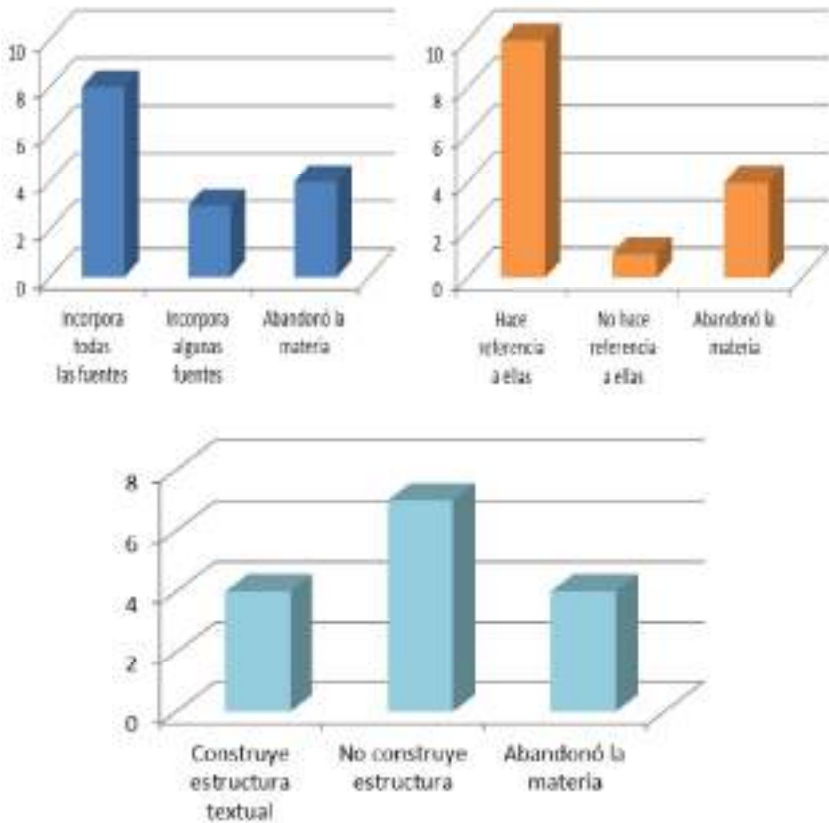 10
8
6
4
2
0
Incorpora
todas
las fuentes
Incorpora
algunas
fuentes
Abandonó la
materia
10
8
6
4
2
0
Hace
referencia
a ellas
No hace
referencia
a ellas
Abandonó la
materia
8
6
4
2
0
Construye
estructura
textual
No construye
estructura
Abandonó la
materia